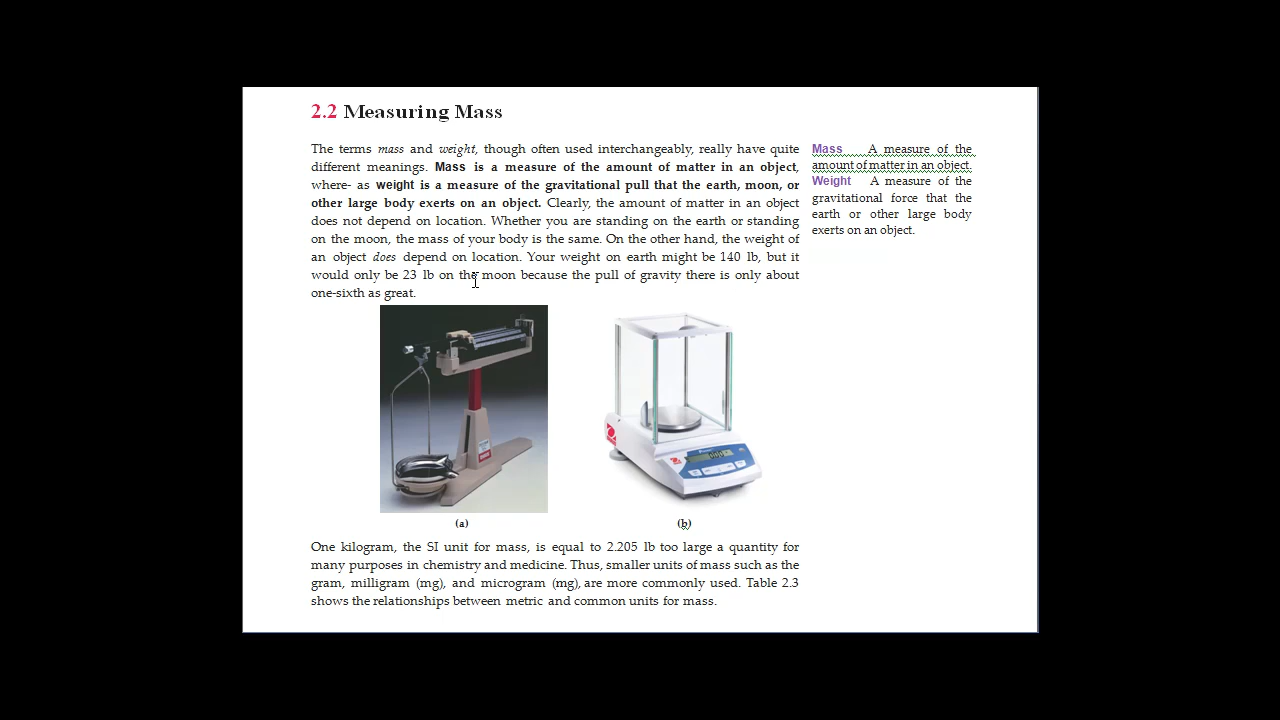 2.2 Measuring Mass
The terms mass and weight, though often used interchangeably, really have quite
different meanings. Mass is a measure of the amount of matter in an object,
where- as weight is a measure of the gravitational pull that the earth, moon, or
other large body exerts on an object. Clearly, the amount of matter in an object
does not depend on location. Whether you are standing on the earth or standing
on the moon, the mass of your body is the same. On the other hand, the weight of
an object does depend on location. Your weight on earth might be 140 lb, but it
would only be 23 lb on the moon because the pull of gravity there is only about
one-sixth as great.
Mass A measure of the
amount of matter in an object.
Weight A measure of the
gravitational force that the
earth or other large body
exerts on an object.
(a)
(b)
One kilogram, the SI unit for mass, is equal to 2.205 lb too large a quantity for
many purposes in chemistry and medicine. Thus, smaller units of mass such as the
gram, milligram (mg), and microgram (mg), are more commonly used. Table 2.3
shows the relationships between metric and common units for mass.